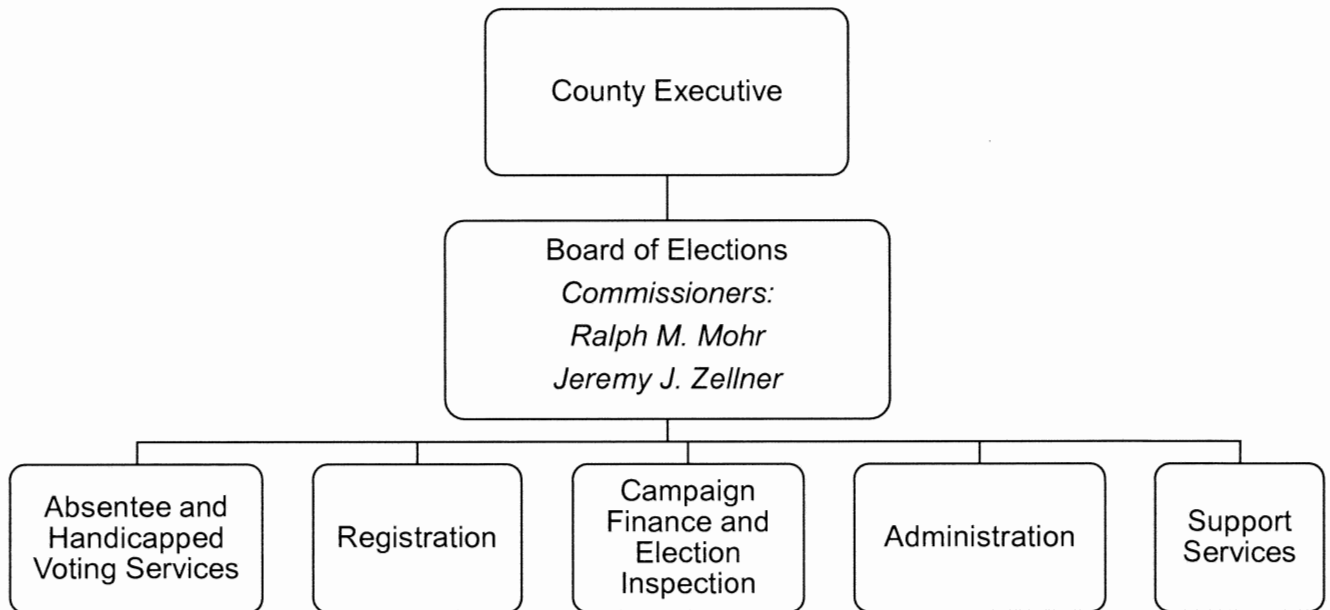 County Executive
Board of Elections
Commissioners:
Ralph M. Mohr
Jeremy J. Zellner
Absentee and
Handicapped
Voting Services
Registration
Campaign
Finance and
Election
Inspection
Administration
Support
Services